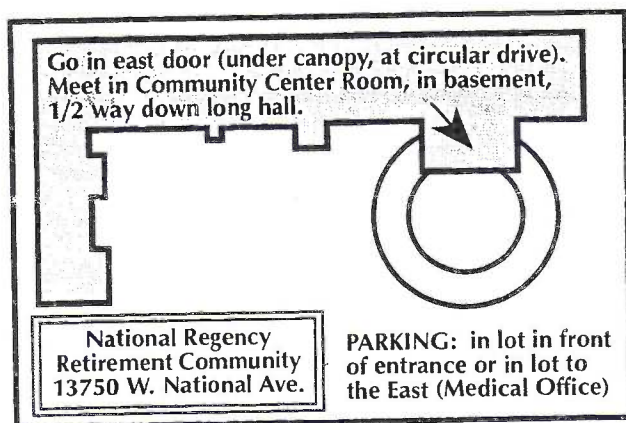 Go in east door (under canopy, at circular drive).
Meet in Community Center Room, in basement,
1/2 way down long hall.
National Regency
Retirement Community
13750 W. National Ave.
PARKING: in lot in front
of entrance or in lot to
the East (Medical Office)